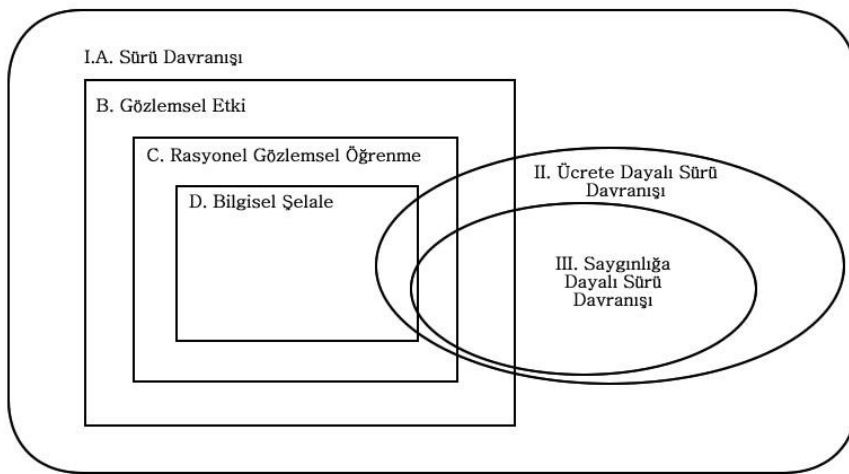 I.A. Sürü Davranışı
B. Gözlemsel Etki
C. Rasyonel Gözlemsel Öğrenme
D. Bilgisel Şelale
II. Ücrete Dayalı Sürü
Davranışı
III. Saygınlığa
Dayalı Sürü
Davranışı